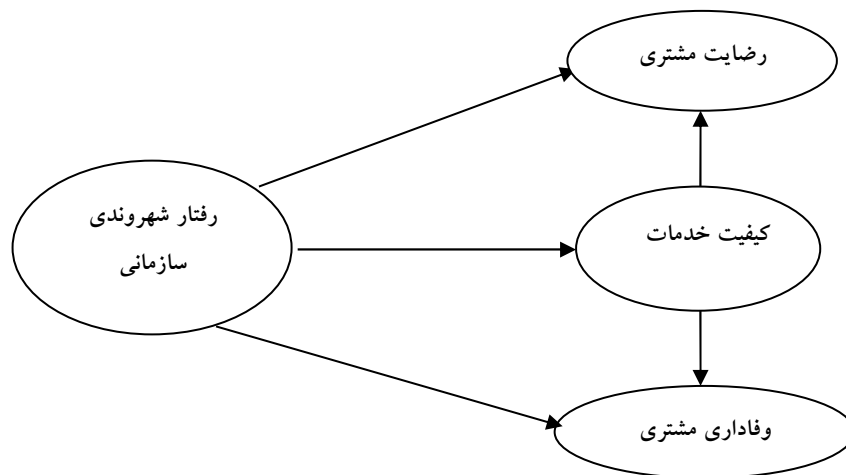 رضایت مشتری
رفتار شهروندی
سازمانی
کیفیت خدمات
وفاداری مشتری